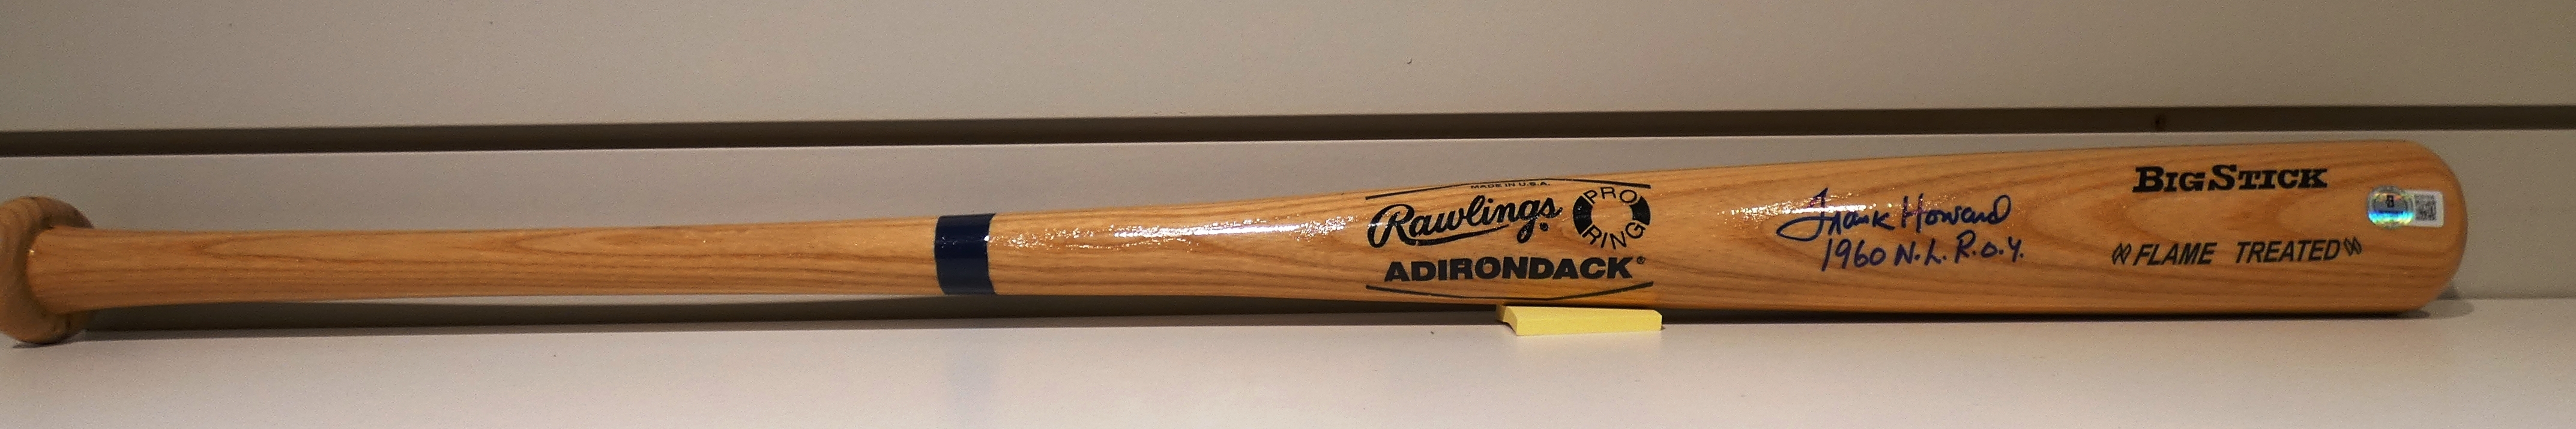 MADE IN U.S.A.
Rawlings®
PRO RING
ADIRONDACK®
Frank Howard
1960 N.L. R.O.Y.
BIG STICK
FLAME TREATED